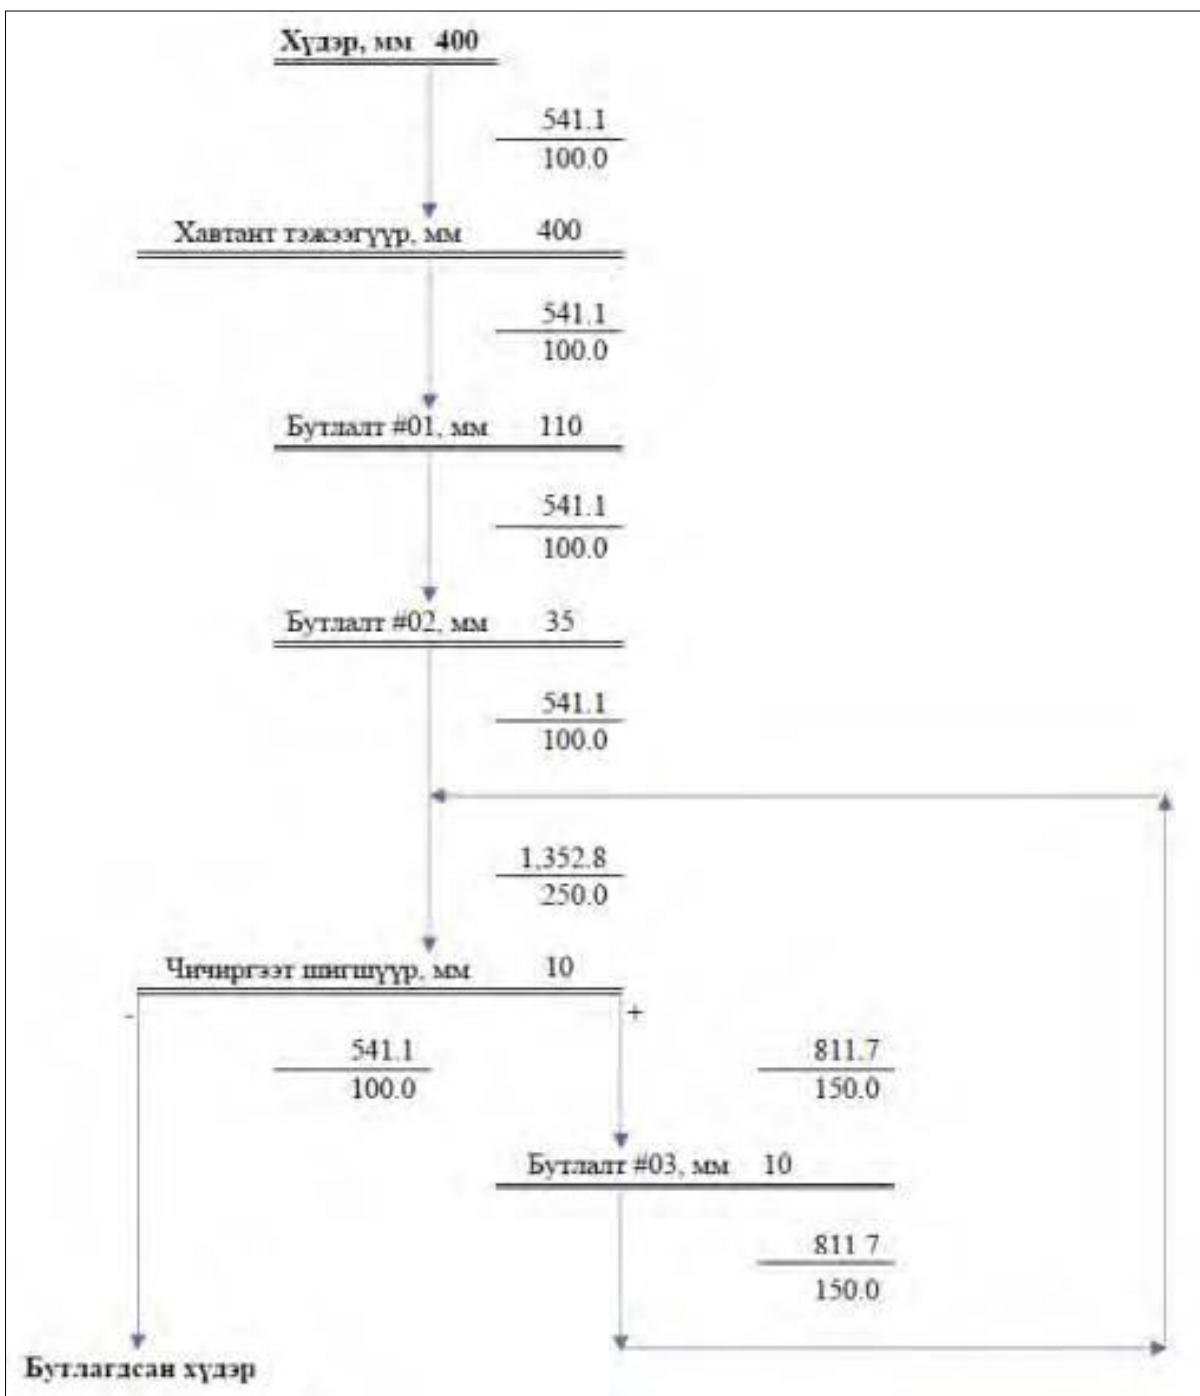 Хүдэр, мм 400
541.1
100.0
Хавтант тэжээгүүр, мм 400
541.1
100.0
Бутлалт #01, мм 110
541.1
100.0
Бутлалт #02, мм 35
541.1
100.0
1,352.8
250.0
Чичиргээт шигшүүр, мм 10
- +
541.1 811.7
100.0 150.0
Бутлалт #03, мм 10
811 7
150.0
Бутлагдсан хүдэр